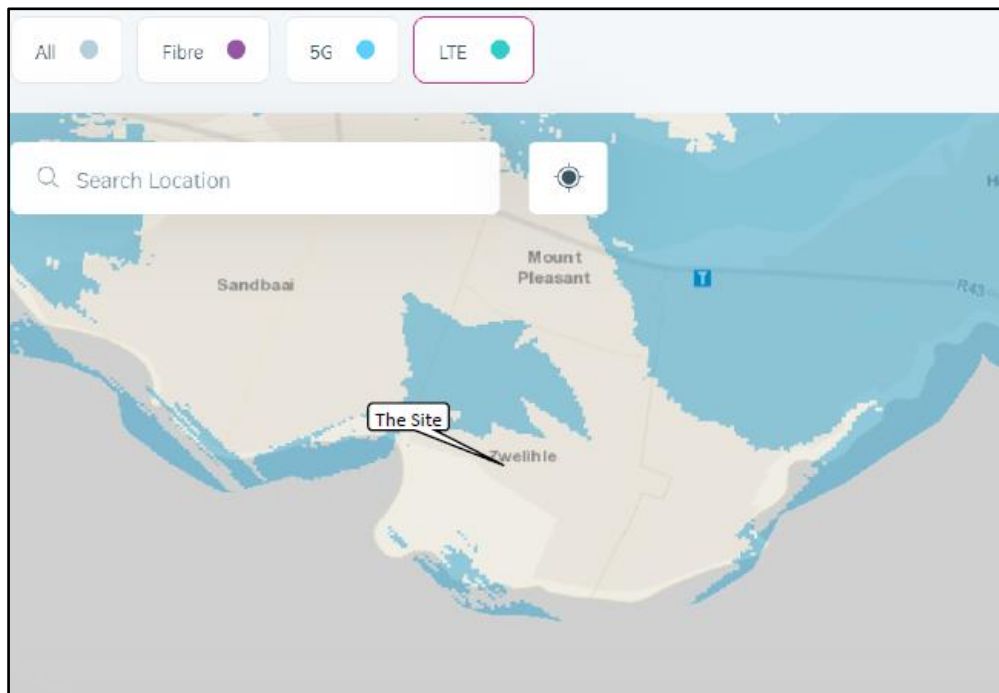 All
Fibre
5G
LTE
Search Location
H
Mount
Pleasant
T
Sandbaai
R43
The Site
Zwelihle